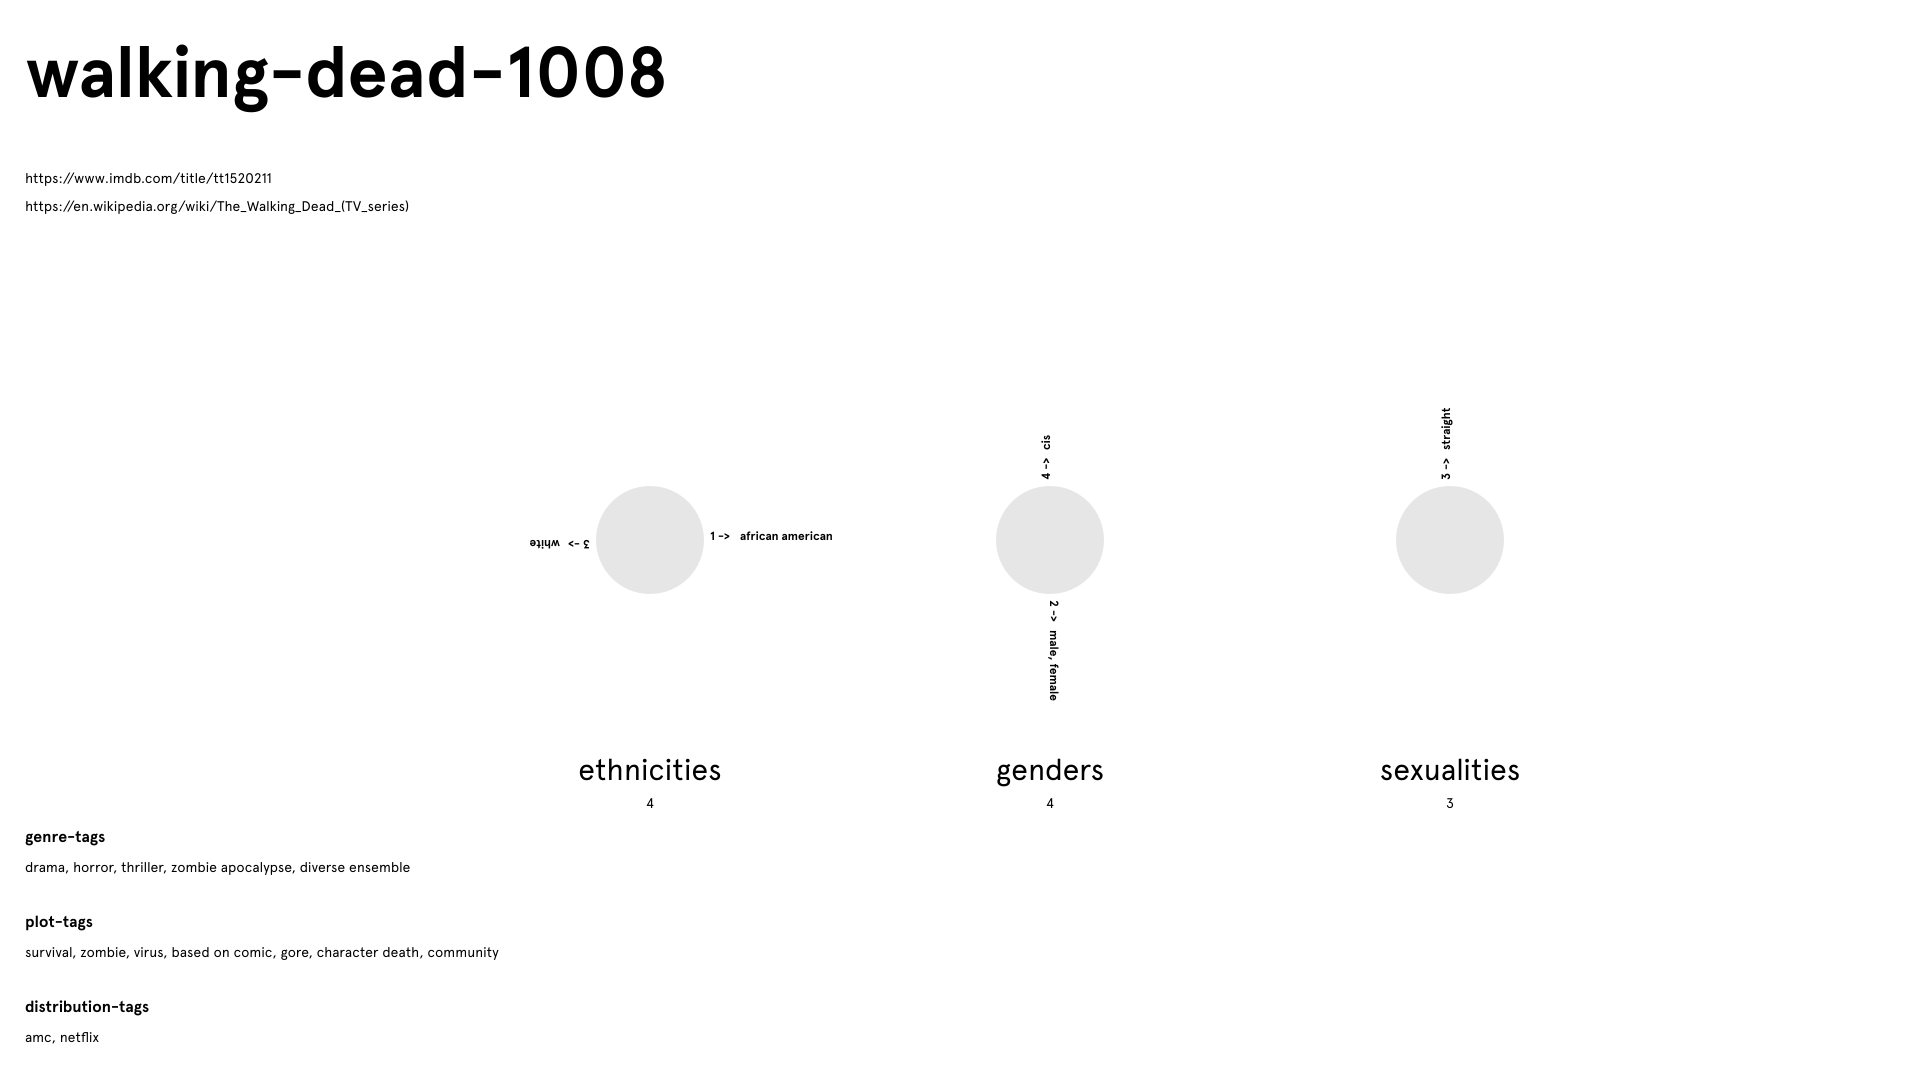 walking-dead-1008
https://www.imdb.com/title/tt1520211
https://en.wikipedia.org/wiki/The_Walking_Dead_(TV_series)
3 -> white
1 -> african american
4 -> cis
2 -> male, female
3 -> straight
ethnicities
4
genders
4
sexualities
3
genre-tags
drama, horror, thriller, zombie apocalypse, diverse ensemble
plot-tags
survival, zombie, virus, based on comic, gore, character death, community
distribution-tags
amc, netflix